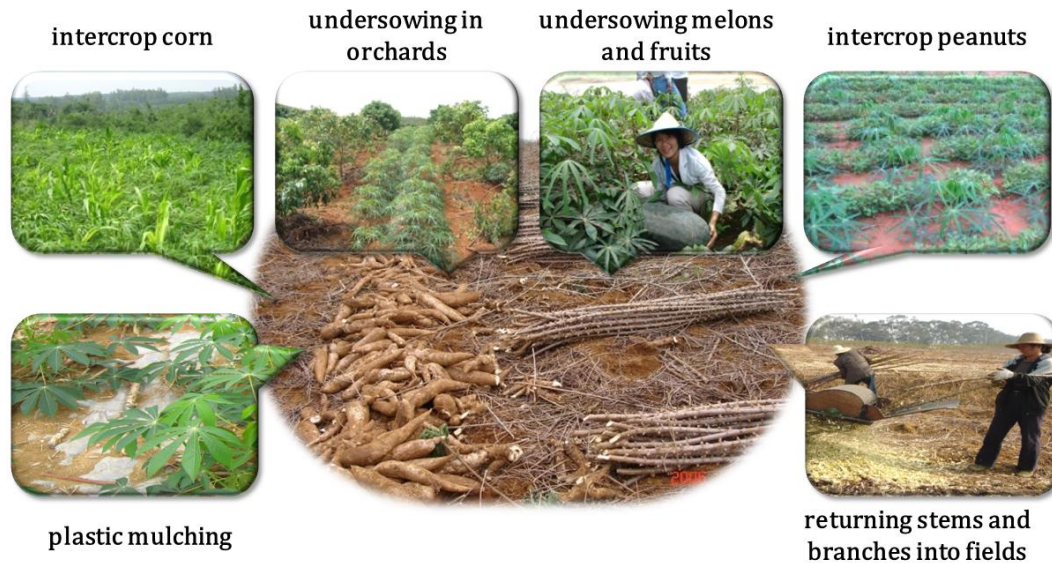 intercrop corn
undersowing in
orchards
undersowing melons
and fruits
intercrop peanuts
plastic mulching
returning stems and
branches into fields